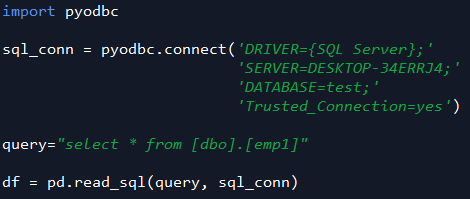 import pyodbc
sql_conn = pyodbc.connect('DRIVER={SQL Server};'
'SERVER=DESKTOP-34ERRJ4;'
'DATABASE=test;'
'Trusted_Connection=yes')
query="select * from [dbo].[emp1]"
df = pd.read_sql(query, sql_conn)